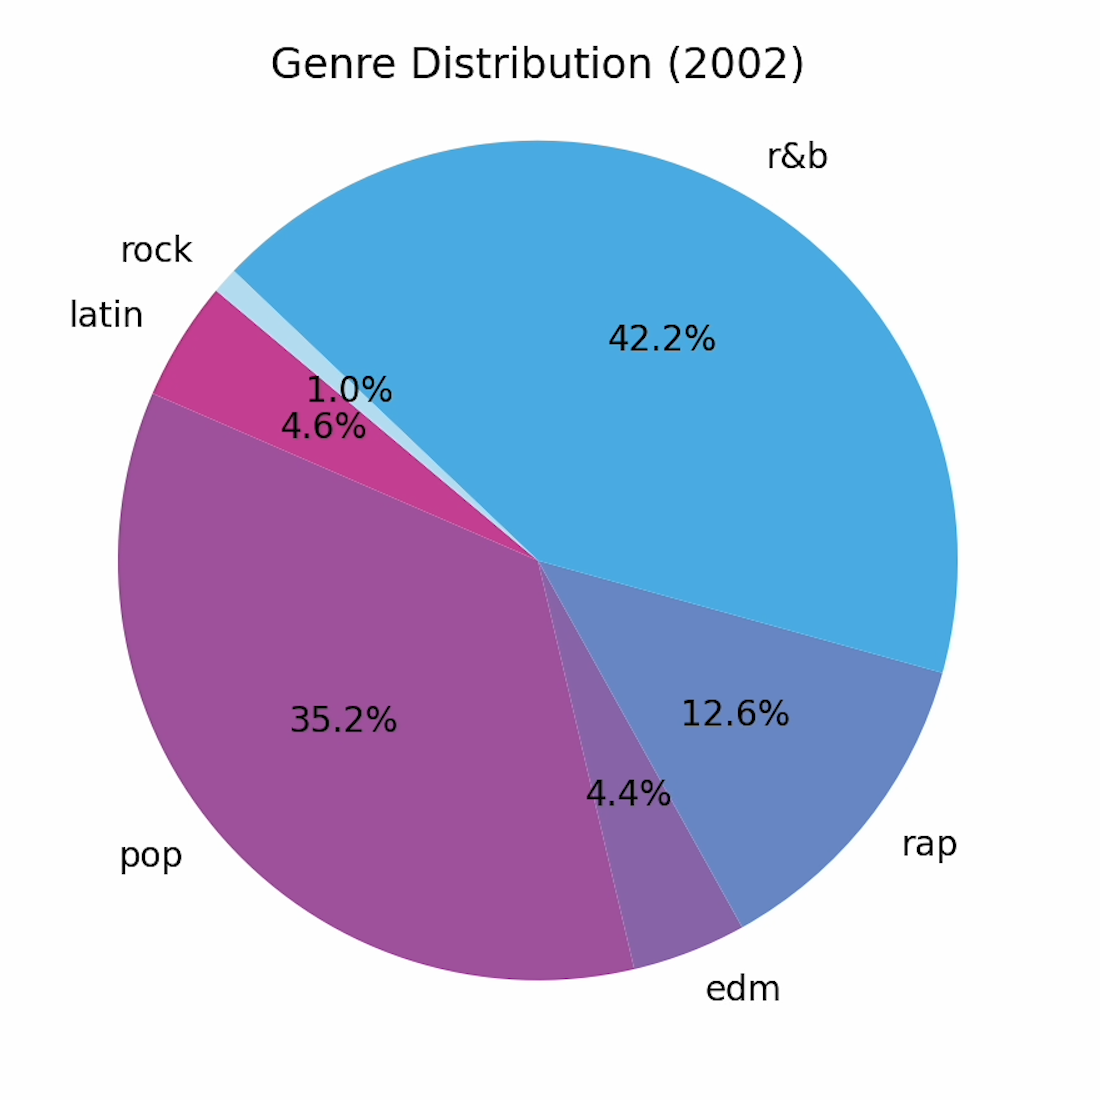 Genre Distribution (2002)
r&b
rock
latin
42.2%
1.0%
4.6%
35.2%
12.6%
4.4%
pop
rap
edm